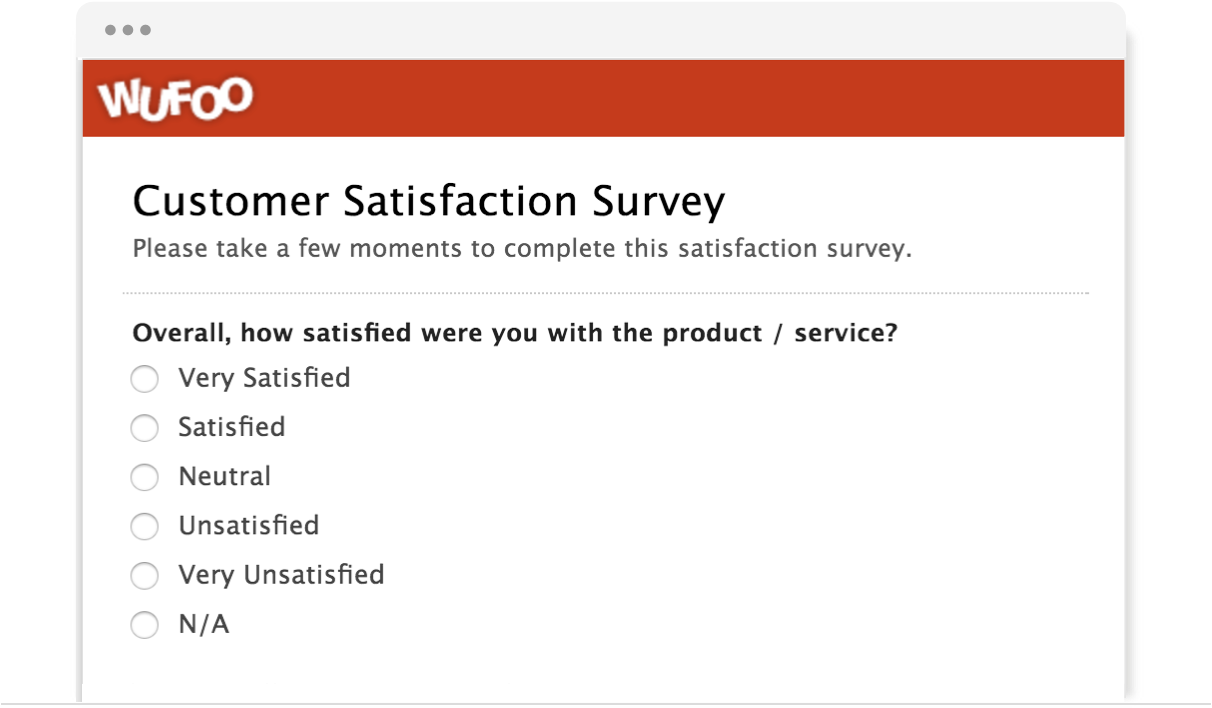 WUFOO
Customer Satisfaction Survey
Please take a few moments to complete this satisfaction survey.
Overall, how satisfied were you with the product / service?
Very Satisfied
Satisfied
Neutral
Unsatisfied
Very Unsatisfied
N/A